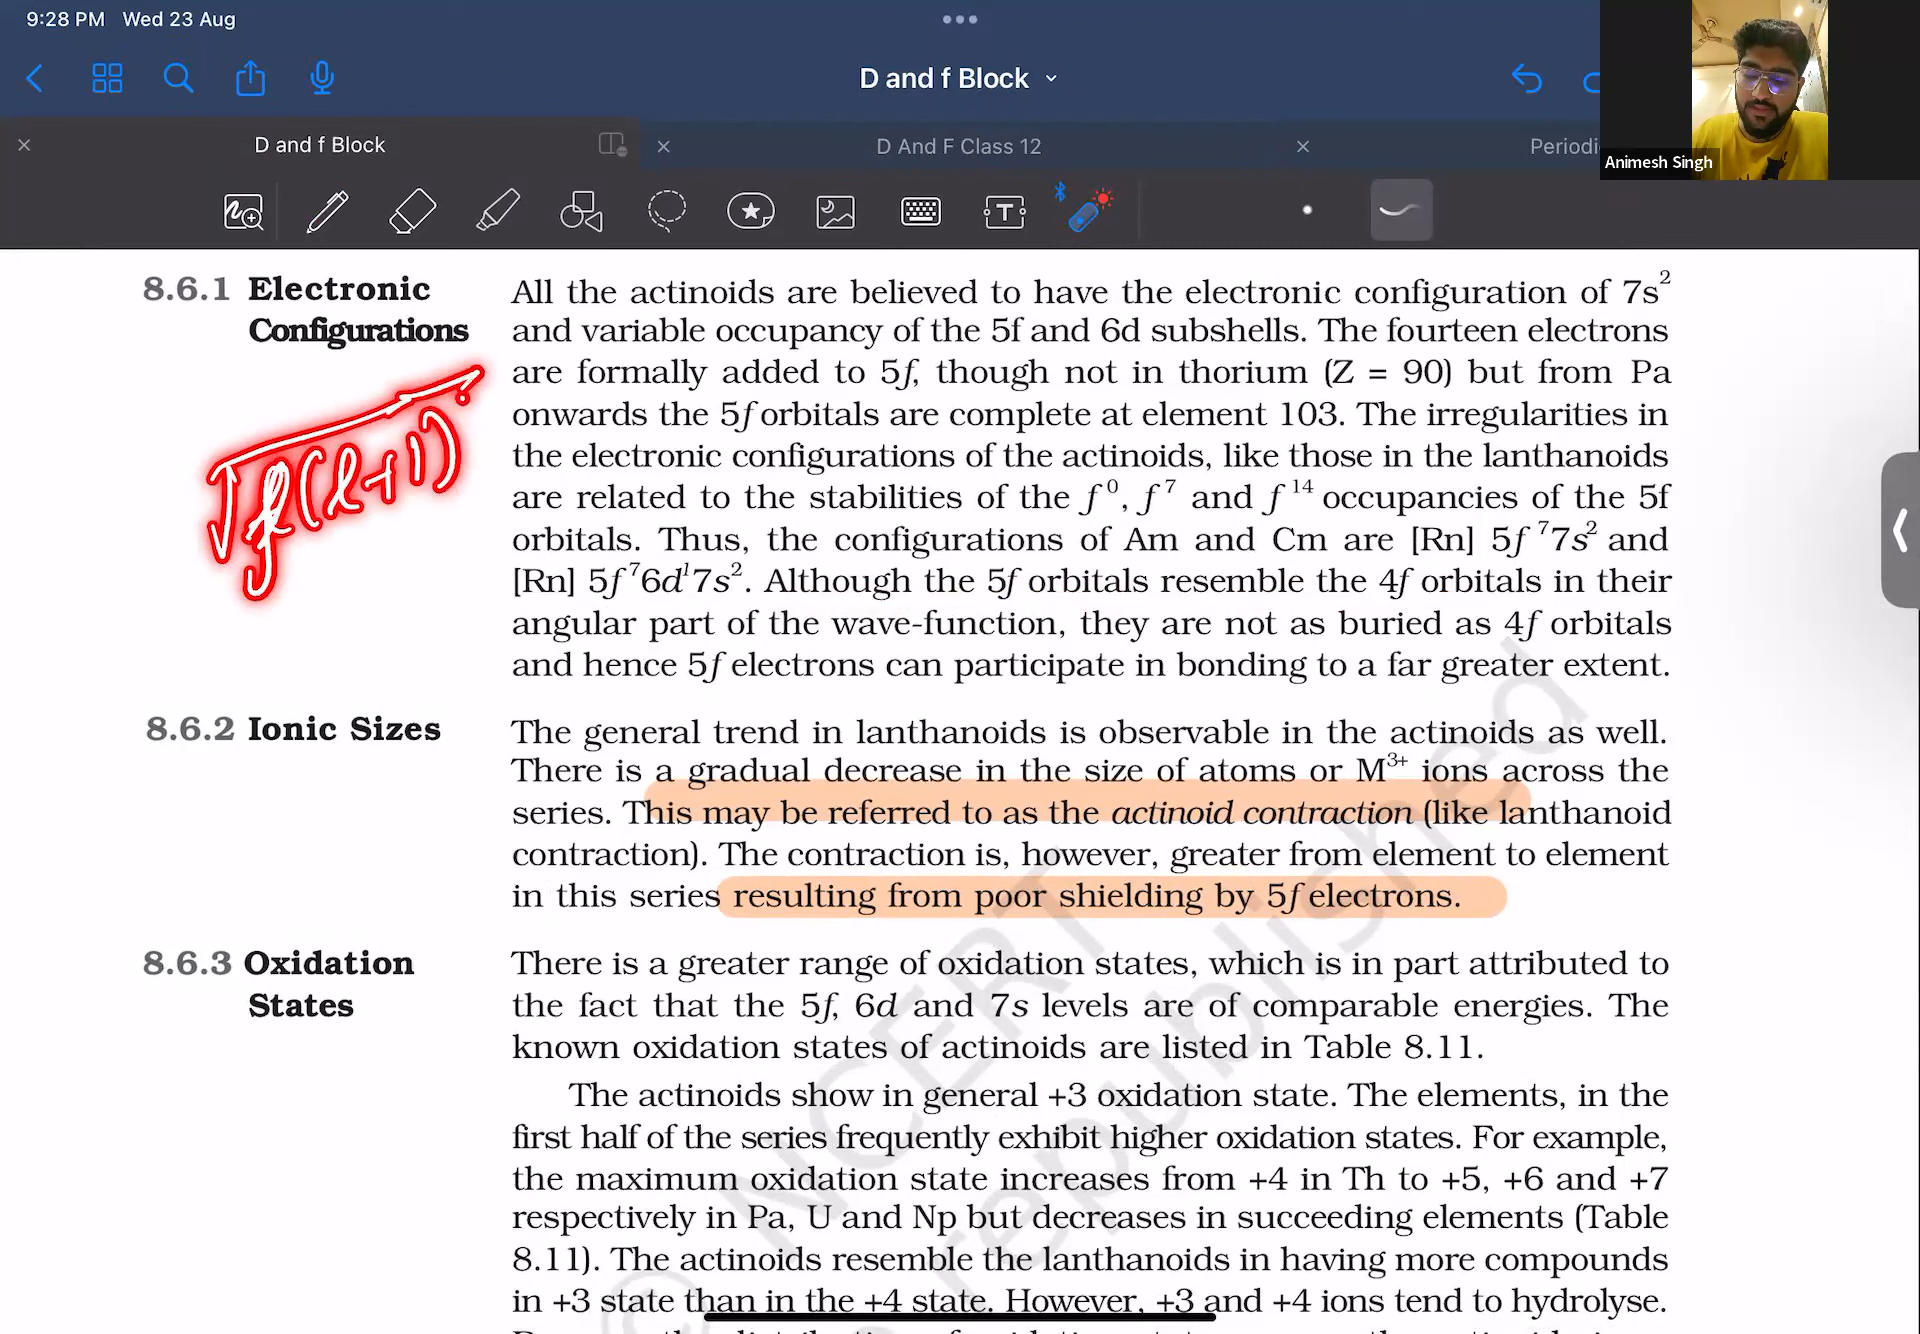 9:28 PM Wed 23 Aug
D and f Block
D and f Block
D And F Class 12
Periodi
Animesh Singh
8.6.1 Electronic Configurations
√l(l+1)
All the actinoids are believed to have the electronic configuration of 7s²
and variable occupancy of the 5f and 6d subshells. The fourteen electrons
are formally added to 5f, though not in thorium (Z = 90) but from Pa
onwards the 5f orbitals are complete at element 103. The irregularities in
the electronic configurations of the actinoids, like those in the lanthanoids
are related to the stabilities of the f⁰, f⁷ and f¹⁴ occupancies of the 5f
orbitals. Thus, the configurations of Am and Cm are [Rn] 5f⁷7s² and
[Rn] 5f⁷6d¹7s². Although the 5f orbitals resemble the 4f orbitals in their
angular part of the wave-function, they are not as buried as 4f orbitals
and hence 5f electrons can participate in bonding to a far greater extent.
8.6.2 Ionic Sizes
The general trend in lanthanoids is observable in the actinoids as well.
There is a gradual decrease in the size of atoms or M³⁺ ions across the
series. This may be referred to as the actinoid contraction (like lanthanoid
contraction). The contraction is, however, greater from element to element
in this series resulting from poor shielding by 5f electrons.
8.6.3 Oxidation States
There is a greater range of oxidation states, which is in part attributed to
the fact that the 5f, 6d and 7s levels are of comparable energies. The
known oxidation states of actinoids are listed in Table 8.11.
The actinoids show in general +3 oxidation state. The elements, in the
first half of the series frequently exhibit higher oxidation states. For example,
the maximum oxidation state increases from +4 in Th to +5, +6 and +7
respectively in Pa, U and Np but decreases in succeeding elements (Table
8.11). The actinoids resemble the lanthanoids in having more compounds
in +3 state than in the +4 state. However, +3 and +4 ions tend to hydrolyse.
© NCERT
republished